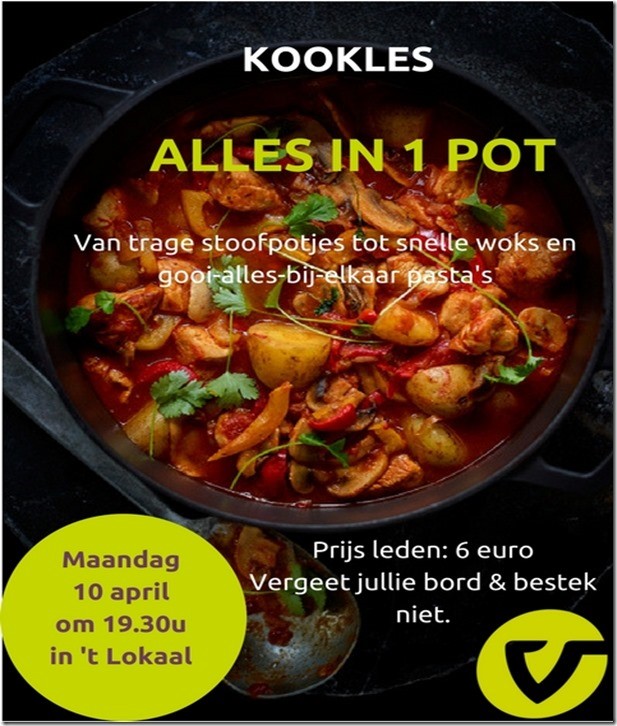 KOOKLES
ALLES IN 1 POT
Van trage stoofpotjes tot snelle woks en
gooi-alles-bij-elkaar pasta's
Maandag
10 april
om 19.30u
in 't Lokaal
Prijs leden: 6 euro
Vergeet jullie bord & bestek
niet.